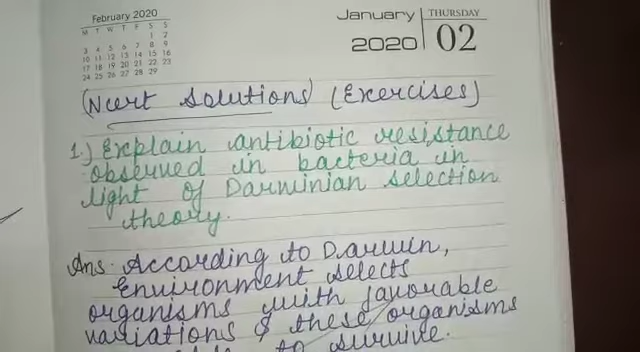 February 2020
M T W T F S S
1 2
3 4 5 6 7 8 9
10 11 12 13 14 15 16
17 18 19 20 21 22 23
24 25 26 27 28 29
January
2020
THURSDAY
02
(Ncert Solutions) (Exercises)
1.) Explain antibiotic resistance
observed in bacteria in
light of Darwinian selection
theory.
Ans. According to Darwin,
Environment selects
organisms with favorable
variations & these organisms
to survive.